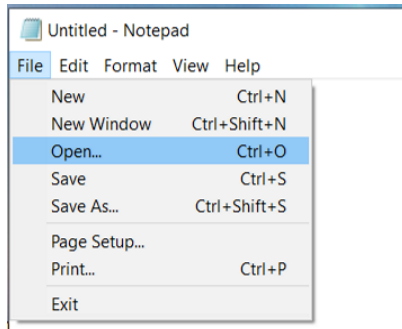 Untitled - Notepad
File Edit Format View Help
New Ctrl+N
New Window Ctrl+Shift+N
Open... Ctrl+O
Save Ctrl+S
Save As... Ctrl+Shift+S
Page Setup...
Print... Ctrl+P
Exit